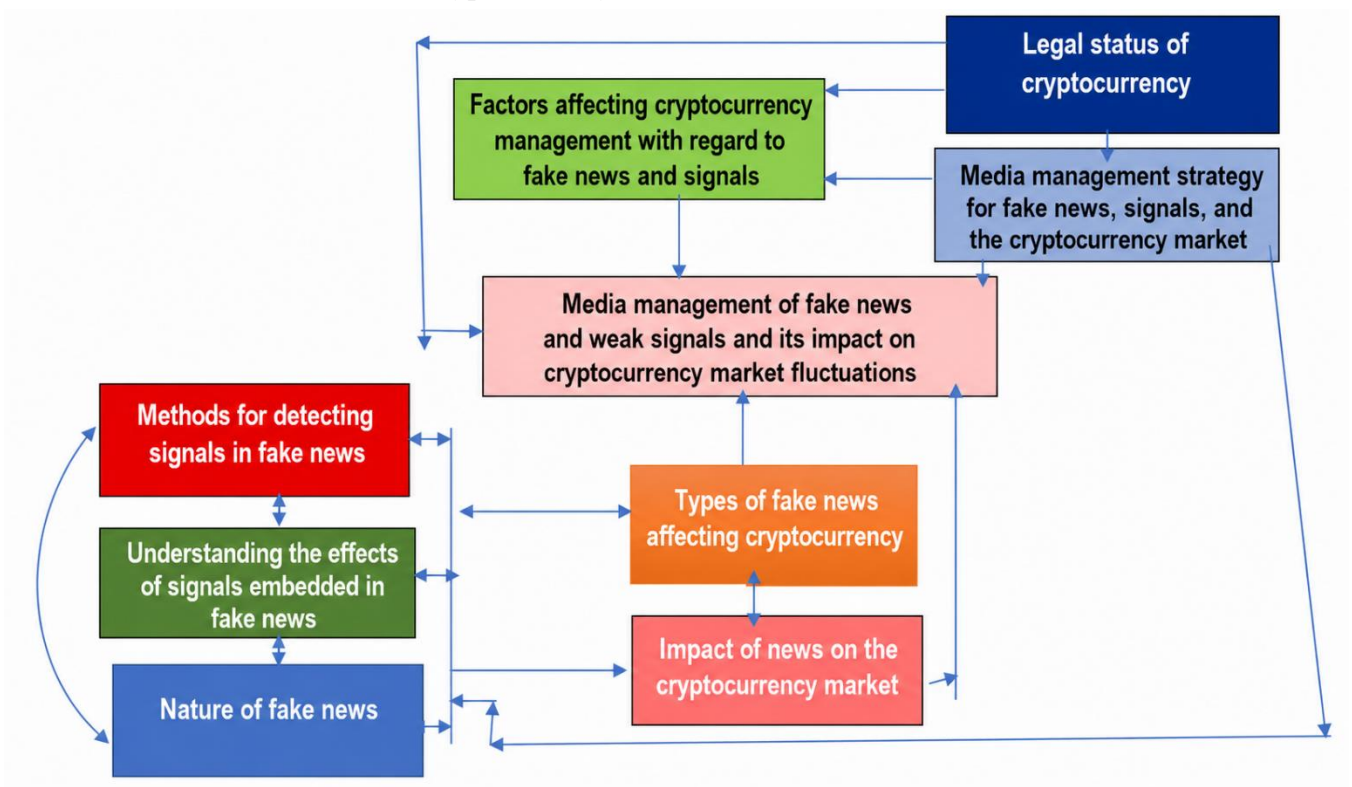 Legal status of
cryptocurrency
Factors affecting cryptocurrency
management with regard to
fake news and signals
Media management strategy
for fake news, signals, and
the cryptocurrency market
Media management of fake news
and weak signals and its impact on
cryptocurrency market fluctuations
Methods for detecting
signals in fake news
Types of fake news
affecting cryptocurrency
Understanding the effects
of signals embedded in
fake news
Impact of news on the
cryptocurrency market
Nature of fake news